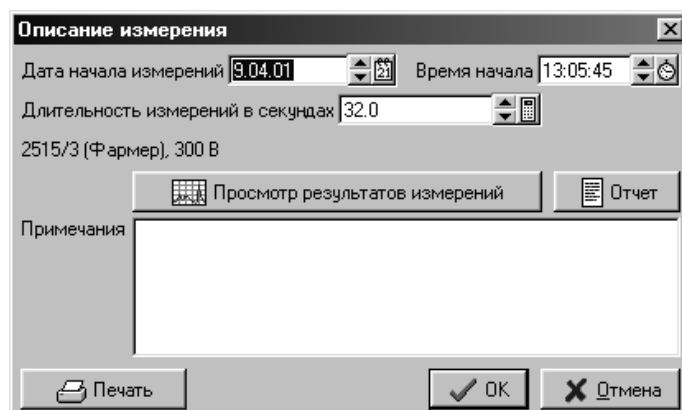 Описание измерения
Дата начала измерений 9.04.01 21 Время начала 13:05:45
Длительность измерений в секундах 32.0
2515/3 (Фармер), 300 В
Просмотр результатов измерений Отчет
Примечания
Печать OK Отмена